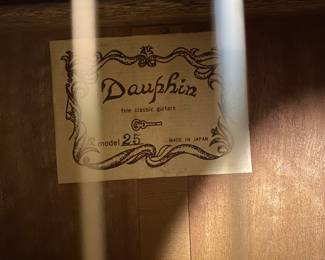 Dauphin
fine classic guitars
model 25 MADE IN JAPAN